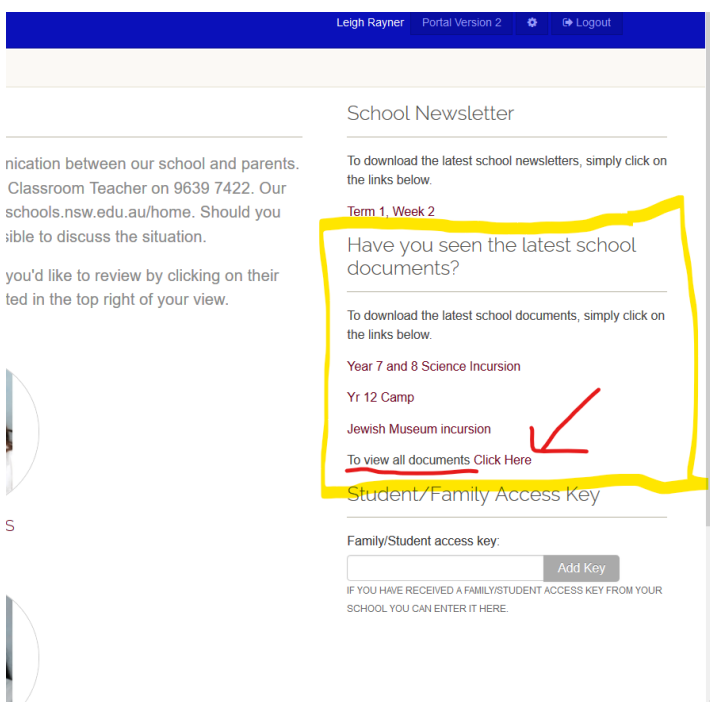 Leigh Rayner Portal Version 2 Logout
nication between our school and parents.
Classroom Teacher on 9639 7422. Our
schools.nsw.edu.au/home. Should you
sible to discuss the situation.
you'd like to review by clicking on their
ted in the top right of your view.
S
School Newsletter
To download the latest school newsletters, simply click on
the links below.
Term 1, Week 2
Have you seen the latest school
documents?
To download the latest school documents, simply click on
the links below.
Year 7 and 8 Science Incursion
Yr 12 Camp
Jewish Museum incursion
To view all documents Click Here
Student/Family Access Key
Family/Student access key:
Add Key
IF YOU HAVE RECEIVED A FAMILY/STUDENT ACCESS KEY FROM YOUR
SCHOOL YOU CAN ENTER IT HERE.